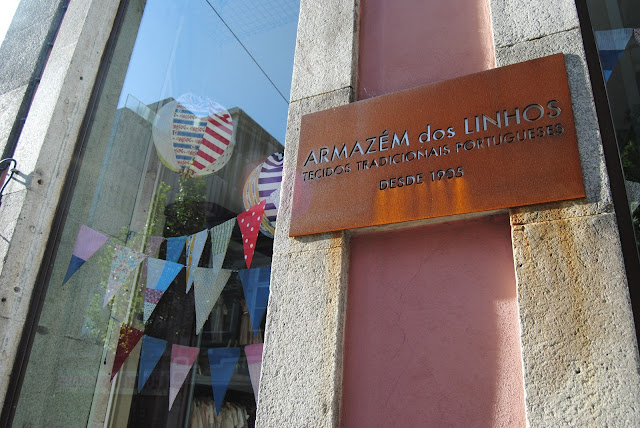 ARMAZÉM dos LINHOS
TECIDOS TRADICIONAIS PORTUGUESES
DESDE 1905